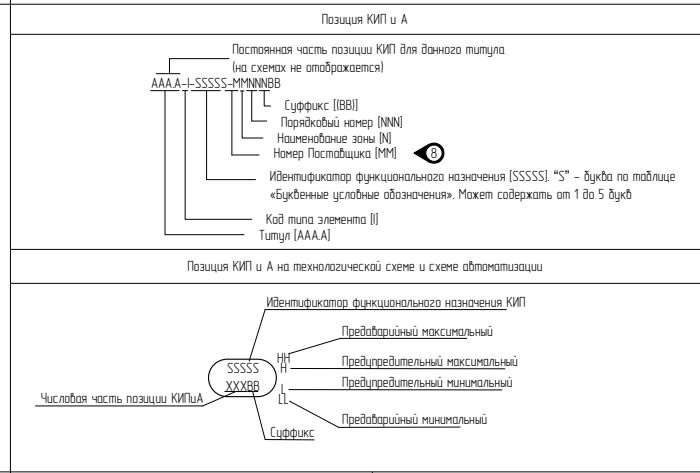 Позиция КИП и А
Постоянная часть позиции КИП для данного титула
(на схемах не отображается)
AAA.A-I-SSSSS-MMNNNBB
Суффикс [(BB)]
Порядковый номер [NNN]
Наименование зоны [N]
Номер Поставщика [MM]
8
Идентификатор функционального назначения [SSSSS]. “S” - буква по таблице
«Буквенные условные обозначения». Может содержать от 1 до 5 букв
Код типа элемента [I]
Титул [AAA.A]
Позиция КИП и А на технологической схеме и схеме автоматизации
Идентификатор функционального назначения КИП
Предаварийный максимальный
HH
SSSSS
H
Предупредительный максимальный
XXXBB
L
Предупредительный минимальный
Числовая часть позиции КИПиА
LL
Предаварийный минимальный
Суффикс